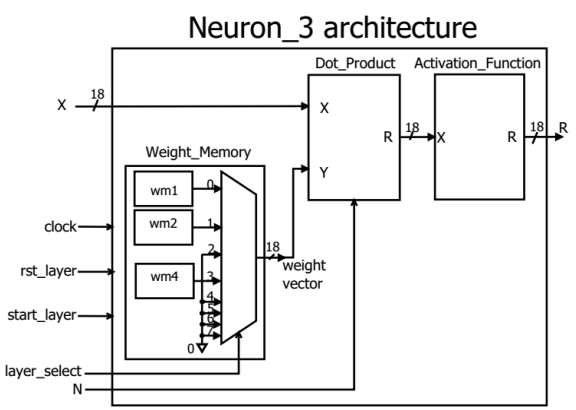 Neuron_3 architecture
Dot_Product
Activation_Function
X
18
X
R
18
X
R
18
R
Y
Weight_Memory
wm1
0
wm2
1
2
wm4
3
4
5
6
7
0
18
weight
vector
clock
rst_layer
start_layer
layer_select
N